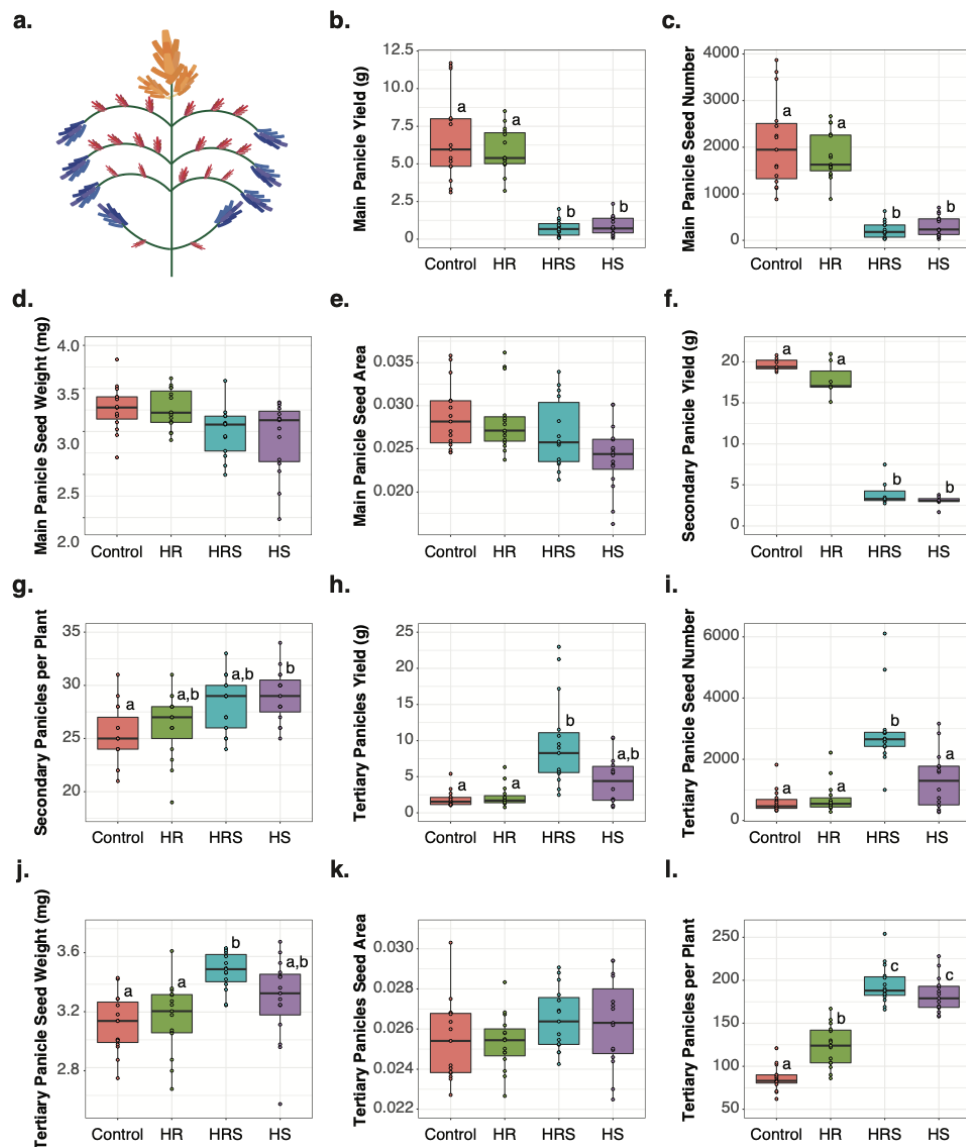 a.
b.
Main Panicle Yield (g)
12.5
10.0
7.5
5.0
2.5
0
a
a
b
b
Control HR HRS HS
c.
Main Panicle Seed Number
4000
3000
2000
1000
0
a
a
b
b
Control HR HRS HS
d.
Main Panicle Seed Weight (mg)
4.0
3.5
3.0
2.5
2.0
Control HR HRS HS
e.
Main Panicle Seed Area
0.035
0.030
0.025
0.020
Control HR HRS HS
f.
Secondary Panicle Yield (g)
20
15
10
5
0
a
a
b
b
Control HR HRS HS
g.
Secondary Panicles per Plant
35
30
25
20
a
a,b
a,b
b
Control HR HRS HS
h.
Tertiary Panicles Yield (g)
25
20
15
10
5
0
a
a
b
a,b
Control HR HRS HS
i.
Tertiary Panicle Seed Number
6000
4000
2000
0
a
a
b
a
Control HR HRS HS
j.
Tertiary Panicle Seed Weight (mg)
3.6
3.2
2.8
a
a
b
a,b
Control HR HRS HS
k.
Tertiary Panicles Seed Area
0.030
0.028
0.026
0.024
0.022
Control HR HRS HS
l.
Tertiary Panicles per Plant
250
200
150
100
50
a
b
c
c
Control HR HRS HS